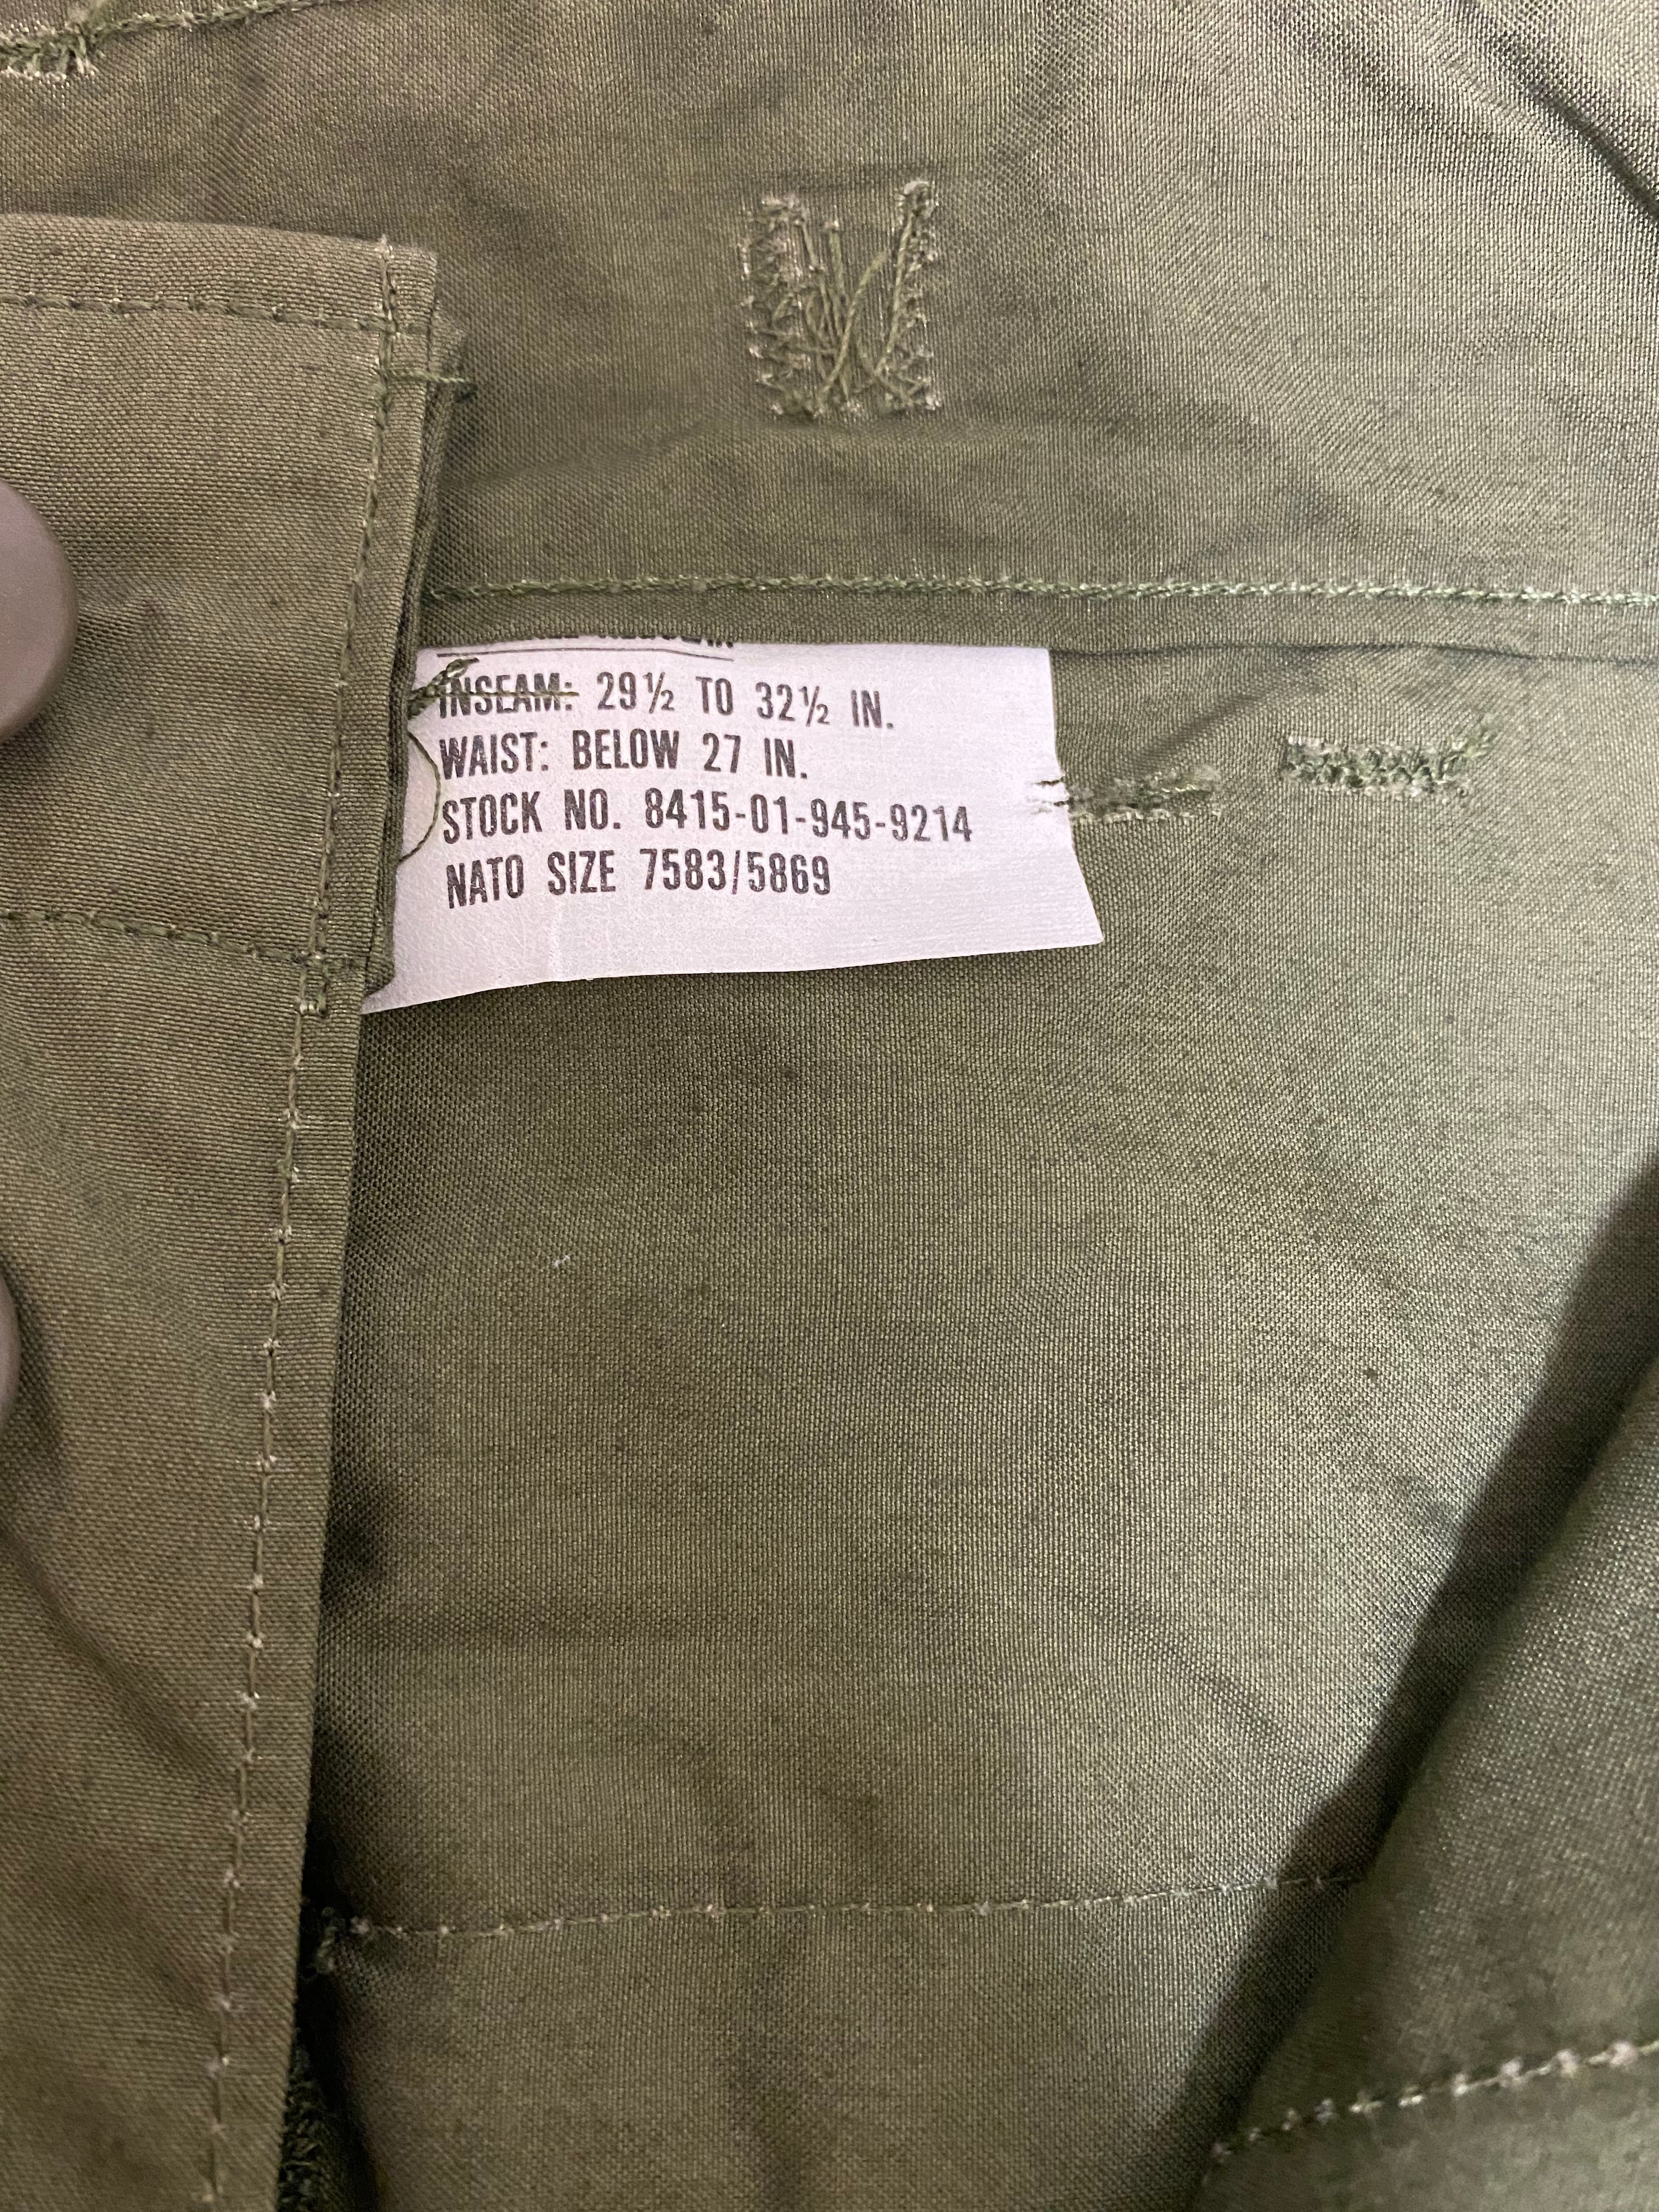 INSEAM: 29½ TO 32½ IN.
WAIST: BELOW 27 IN.
STOCK NO. 8415-01-945-9214
NATO SIZE 7583/5869